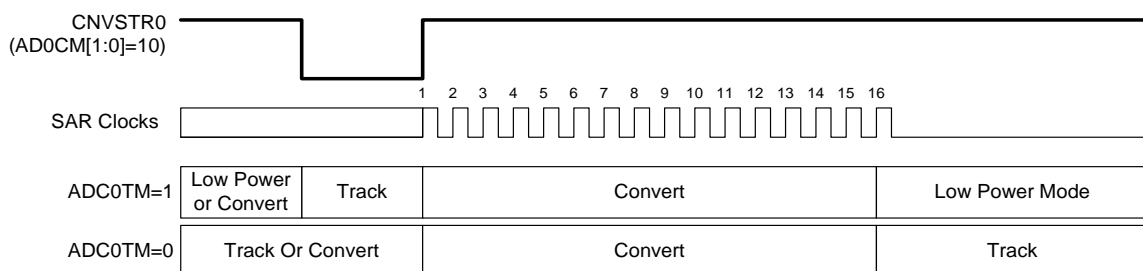 CNVSTR0
(AD0CM[1:0]=10)
1 2 3 4 5 6 7 8 9 10 11 12 13 14 15 16
SAR Clocks
ADC0TM=1
Low Power
or Convert
Track
Convert
Low Power Mode
ADC0TM=0
Track Or Convert
Convert
Track